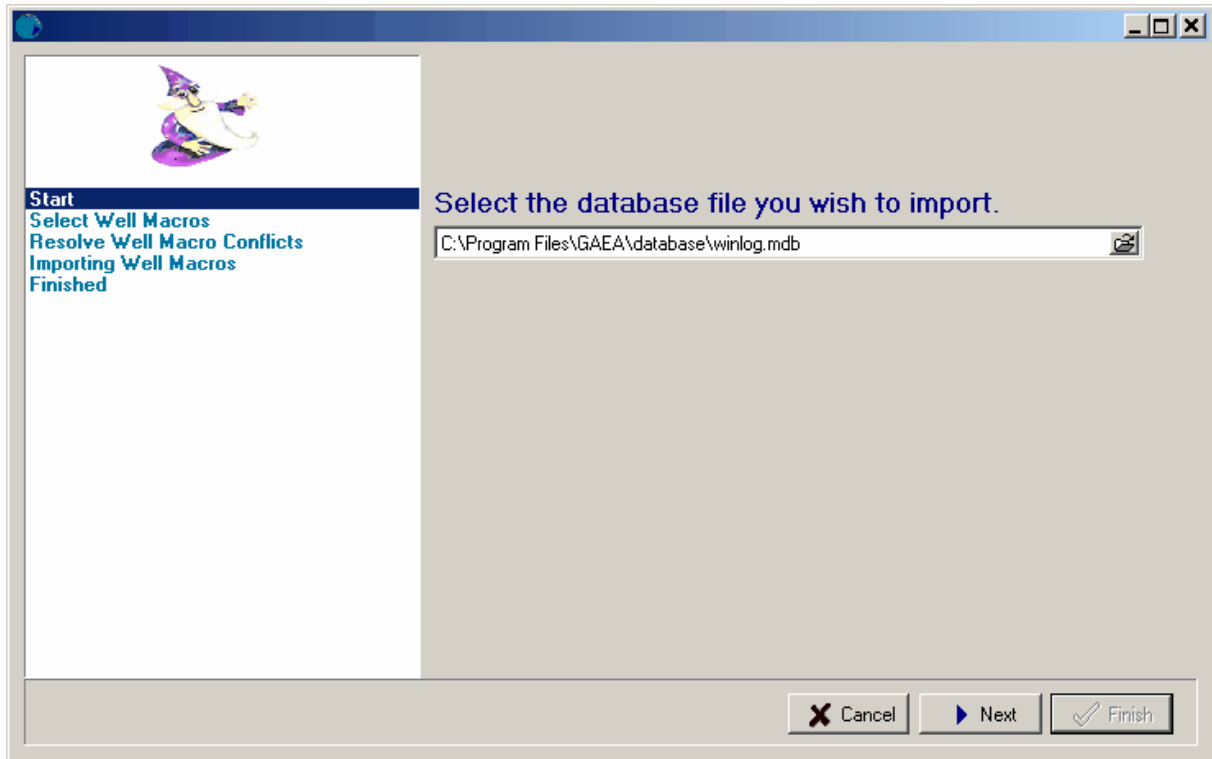 Start
Select Well Macros
Resolve Well Macro Conflicts
Importing Well Macros
Finished
Select the database file you wish to import.
C:\Program Files\GAEA\database\winlog.mdb
Cancel
Next
Finish